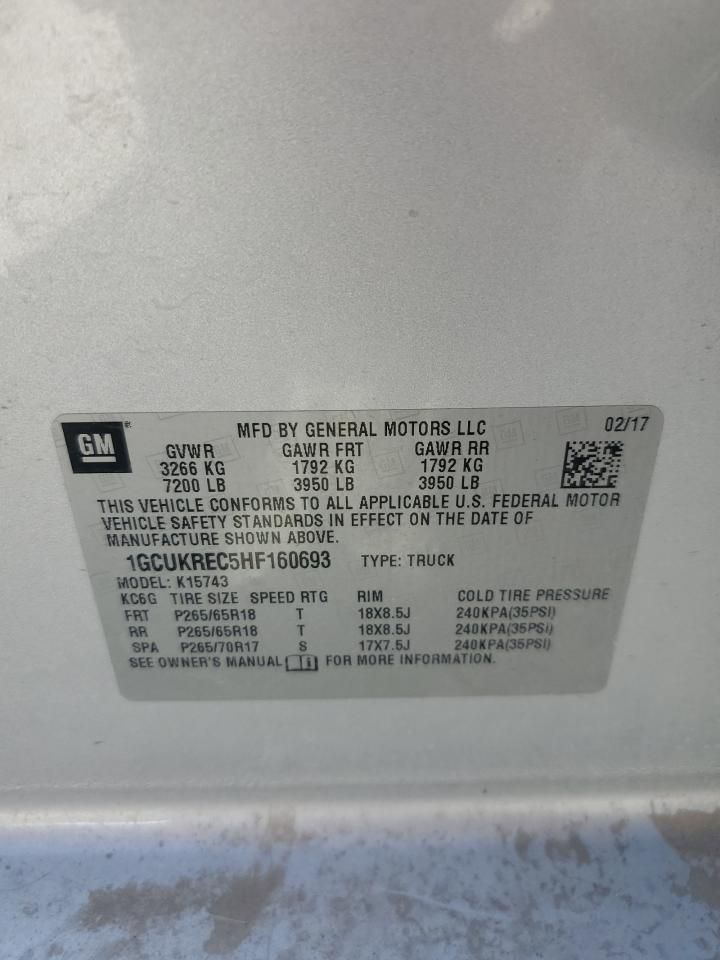 GM
MFD BY GENERAL MOTORS LLC 02/17
GVWR GAWR FRT GAWR RR
3266 KG 1792 KG 1792 KG
7200 LB 3950 LB 3950 LB
THIS VEHICLE CONFORMS TO ALL APPLICABLE U.S. FEDERAL MOTOR
VEHICLE SAFETY STANDARDS IN EFFECT ON THE DATE OF
MANUFACTURE SHOWN ABOVE.
1GCUKREC5HF160693 TYPE: TRUCK
MODEL: K15743
KC6G TIRE SIZE SPEED RTG RIM COLD TIRE PRESSURE
FRT P265/65R18 T 18X8.5J 240KPA(35PSI)
RR P265/65R18 T 18X8.5J 240KPA(35PSI)
SPA P265/70R17 S 17X7.5J 240KPA(35PSI)
SEE OWNER'S MANUAL FOR MORE INFORMATION.